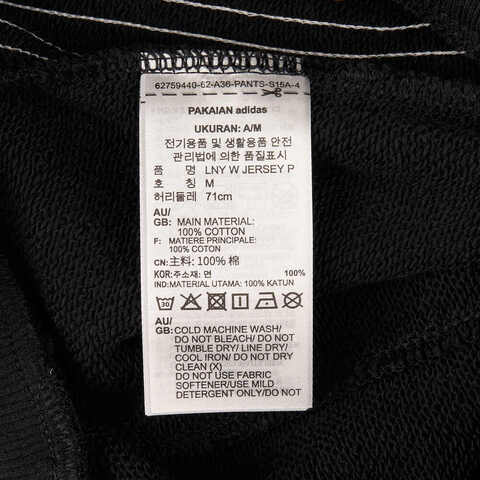 62759440-62-A36-PANTS-S15A-4
PAKAIAN adidas
UKURAN: A/M
전기용품 및 생활용품 안전
관리법에 의한 품질표시
품 명 LNY W JERSEY P
호 칭 M
허리둘레 71cm
AU/
GB: MAIN MATERIAL:
100% COTTON
F: MATIERE PRINCIPALE:
100% COTON
CN: 主料: 100% 棉
KOR:주소재: 면 100%
IND:MATERIAL UTAMA: 100% KATUN
AU/
GB:COLD MACHINE WASH/
DO NOT BLEACH/ DO NOT
TUMBLE DRY/ LINE DRY/
COOL IRON/ DO NOT DRY
CLEAN (X)
DO NOT USE FABRIC
SOFTENER/USE MILD
DETERGENT ONLY/DO NOT